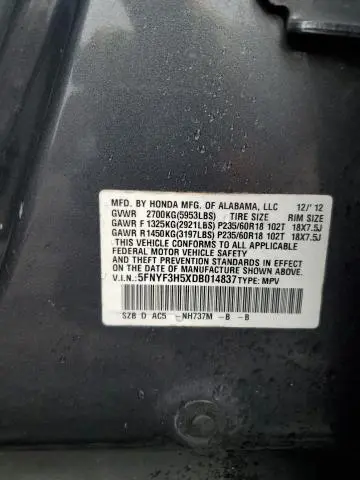 MFD. BY HONDA MFG. OF ALABAMA, LLC 12/'12
GVWR 2700KG(5953LBS) TIRE SIZE RIM SIZE
GAWR F 1325KG(2921LBS) P235/60R18 102T 18X7.5J
GAWR R 1450KG(3197LBS) P235/60R18 102T 18X7.5J
THIS VEHICLE CONFORMS TO ALL APPLICABLE
FEDERAL MOTOR VEHICLE SAFETY
AND THEFT PREVENTION STANDARDS IN EFFECT
ON THE DATE OF MANUFACTURE SHOWN ABOVE.
V.I.N.: 5FNYF3H5XDB014837 TYPE: MPV
SZB D AC5 -NH737M -B -B